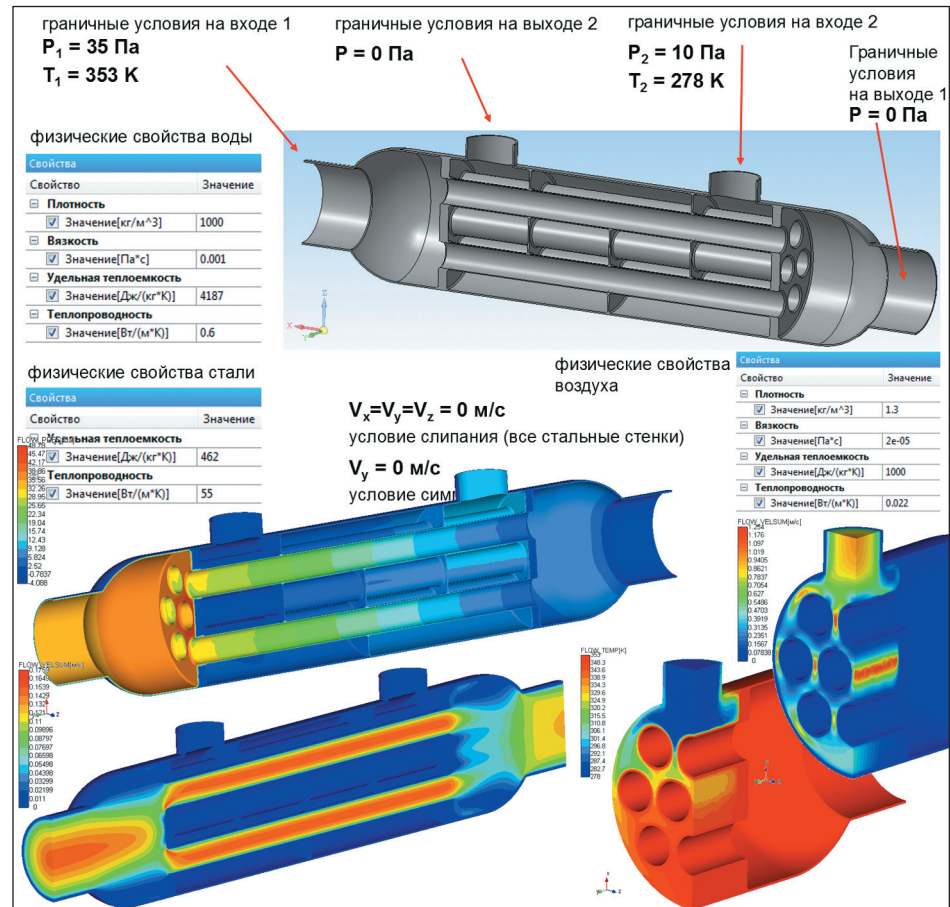 граничные условия на входе 1
P₁ = 35 Па
T₁ = 353 K
граничные условия на выходе 2
P = 0 Па
граничные условия на входе 2
P₂ = 10 Па
T₂ = 278 K
Граничные
условия
на выходе 1
P = 0 Па
физические свойства воды
Свойства
Свойство Значение
Плотность
Значение[кг/м^3] 1000
Вязкость
Значение[Па*с] 0.001
Удельная теплоемкость
Значение[Дж/(кг*К)] 4187
Теплопроводность
Значение[Вт/(м*К)] 0.6
Z
X
Y
физические свойства стали
Свойства
Свойство Значение
Удельная теплоемкость
Значение[Дж/(кг*К)] 462
Теплопроводность
Значение[Вт/(м*К)] 55
Vₓ=Vᵧ=V_z = 0 м/с
условие слипания (все стальные стенки)
Vᵧ = 0 м/с
условие сим
физические свойства
воздуха
Свойства
Свойство Значение
Плотность
Значение[кг/м^3] 1.3
Вязкость
Значение[Па*с] 2e-05
Удельная теплоемкость
Значение[Дж/(кг*К)] 1000
Теплопроводность
Значение[Вт/(м*К)] 0.022
48.78
45.47
42.17
38.86
35.56
32.26
28.95
25.65
22.34
19.04
15.74
12.43
9.128
5.824
2.52
-0.7837
-4.088
FLOW_VELSUM[м/с]
0.1759
0.1649
0.1539
0.1429
0.11
0.09896
0.08797
0.07697
0.06598
0.05498
0.04398
0.03299
0.02199
0.011
0
FLOW_TEMP[K]
353
348.3
343.6
338.9
334.3
329.6
324.9
320.2
315.5
310.8
306.1
301.4
296.8
292.1
287.4
282.7
278
FLOW_VELSUM[м/с]
1.254
1.176
1.097
1.019
0.9405
0.8621
0.7837
0.7054
0.627
0.5486
0.4703
0.3919
0.3135
0.2351
0.1567
0.07838
0